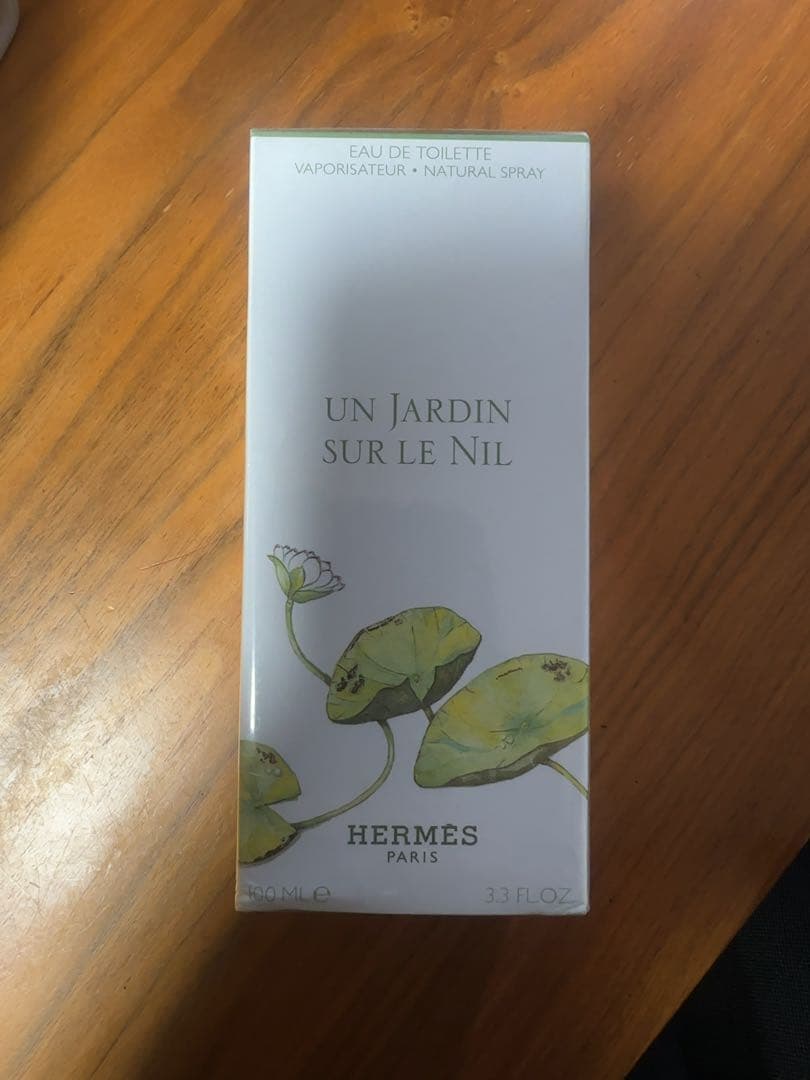 EAU DE TOILETTE
VAPORISATEUR • NATURAL SPRAY
UN JARDIN
SUR LE NIL
HERMÈS
PARIS
100 ML ℮
3.3 FL.OZ.